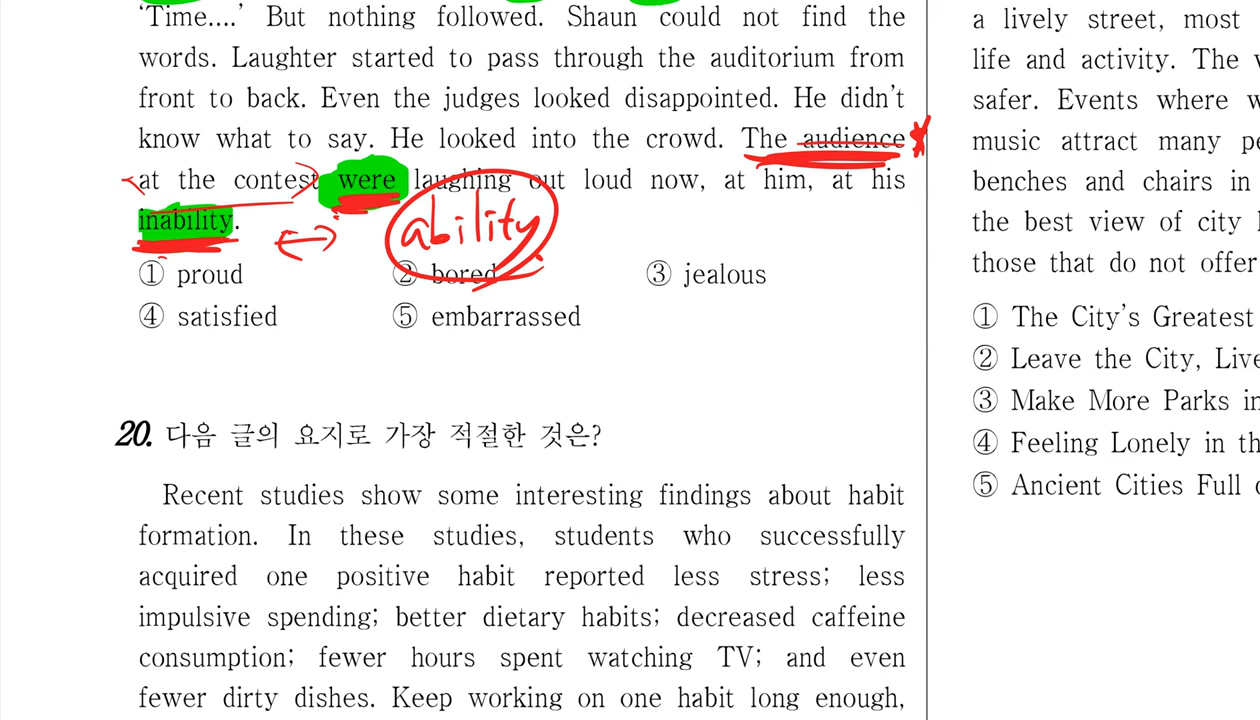 ‘Time....’ But nothing followed. Shaun could not find the
words. Laughter started to pass through the auditorium from
front to back. Even the judges looked disappointed. He didn’t
know what to say. He looked into the crowd. The audience
at the contest were laughing out loud now, at him, at his
inability.
ability
① proud ② bored ③ jealous
④ satisfied ⑤ embarrassed
20. 다음 글의 요지로 가장 적절한 것은?
Recent studies show some interesting findings about habit
formation. In these studies, students who successfully
acquired one positive habit reported less stress; less
impulsive spending; better dietary habits; decreased caffeine
consumption; fewer hours spent watching TV; and even
fewer dirty dishes. Keep working on one habit long enough,
a lively street, most
life and activity. The
safer. Events where
music attract many
benches and chairs in
the best view of city
those that do not offer
① The City’s Greatest
② Leave the City,
③ Make More Parks
④ Feeling Lonely in
⑤ Ancient Cities Full